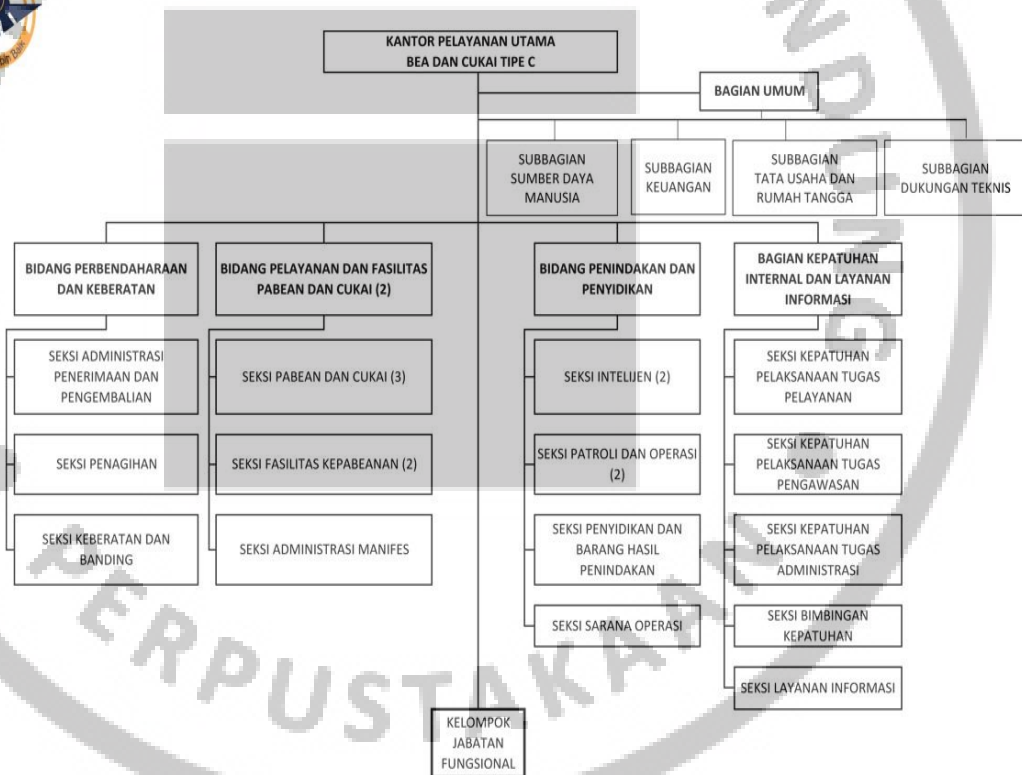 KANTOR PELAYANAN UTAMA
BEA DAN CUKAI TIPE C
BAGIAN UMUM
SUBBAGIAN
SUMBER DAYA
MANUSIA
SUBBAGIAN
KEUANGAN
SUBBAGIAN
TATA USAHA DAN
RUMAH TANGGA
SUBBAGIAN
DUKUNGAN TEKNIS
BIDANG PERBENDAHARAAN
DAN KEBERATAN
BIDANG PELAYANAN DAN FASILITAS
PABEAN DAN CUKAI (2)
BIDANG PENINDAKAN DAN
PENYIDIKAN
BAGIAN KEPATUHAN
INTERNAL DAN LAYANAN
INFORMASI
SEKSI ADMINISTRASI
PENERIMAAN DAN
PENGEMBALIAN
SEKSI PENAGIHAN
SEKSI KEBERATAN DAN
BANDING
SEKSI PABEAN DAN CUKAI (3)
SEKSI FASILITAS KEPABEANAN (2)
SEKSI ADMINISTRASI MANIFES
SEKSI INTELIJEN (2)
SEKSI PATROLI DAN OPERASI
(2)
SEKSI PENYIDIKAN DAN
BARANG HASIL
PENINDAKAN
SEKSI SARANA OPERASI
SEKSI KEPATUHAN
PELAKSANAAN TUGAS
PELAYANAN
SEKSI KEPATUHAN
PELAKSANAAN TUGAS
PENGAWASAN
SEKSI KEPATUHAN
PELAKSANAAN TUGAS
ADMINISTRASI
SEKSI BIMBINGAN
KEPATUHAN
SEKSI LAYANAN INFORMASI
KELOMPOK
JABATAN
FUNGSIONAL
PERPUSTAKAAN
NDUNG